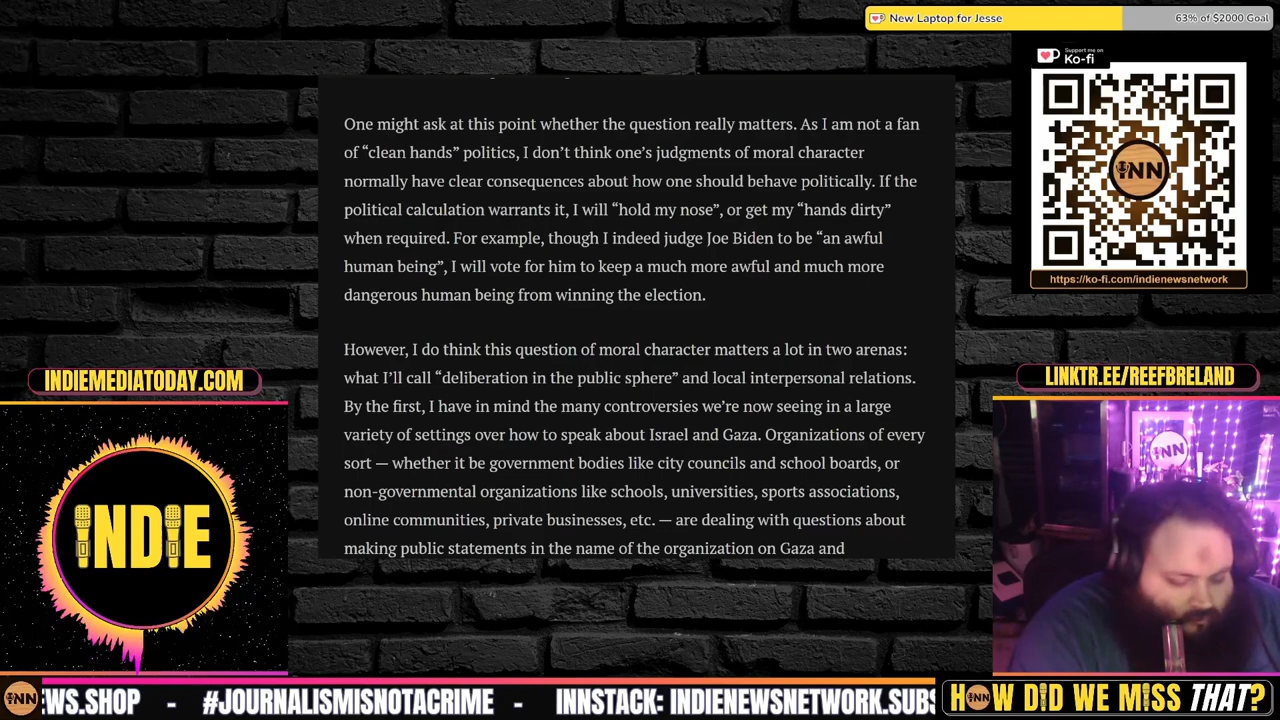 New Laptop for Jesse
63% of $2000 Goal
Support me on
Ko-fi
INN
https://ko-fi.com/indienewsnetwork
One might ask at this point whether the question really matters. As I am not a fan
of “clean hands” politics, I don’t think one’s judgments of moral character
normally have clear consequences about how one should behave politically. If the
political calculation warrants it, I will “hold my nose”, or get my “hands dirty”
when required. For example, though I indeed judge Joe Biden to be “an awful
human being”, I will vote for him to keep a much more awful and much more
dangerous human being from winning the election.
However, I do think this question of moral character matters a lot in two arenas:
what I’ll call “deliberation in the public sphere” and local interpersonal relations.
By the first, I have in mind the many controversies we’re now seeing in a large
variety of settings over how to speak about Israel and Gaza. Organizations of every
sort — whether it be government bodies like city councils and school boards, or
non-governmental organizations like schools, universities, sports associations,
online communities, private businesses, etc. — are dealing with questions about
making public statements in the name of the organization on Gaza and
INDIEMEDIATODAY.COM
INDIE
LINKTR.EE/REEFBRELAND
INN
INN
EWS.SHOP - #JOURNALISMISNOTACRIME - INNSTACK: INDIENEWSNETWORK.SUBS
HOW DID WE MISS THAT?